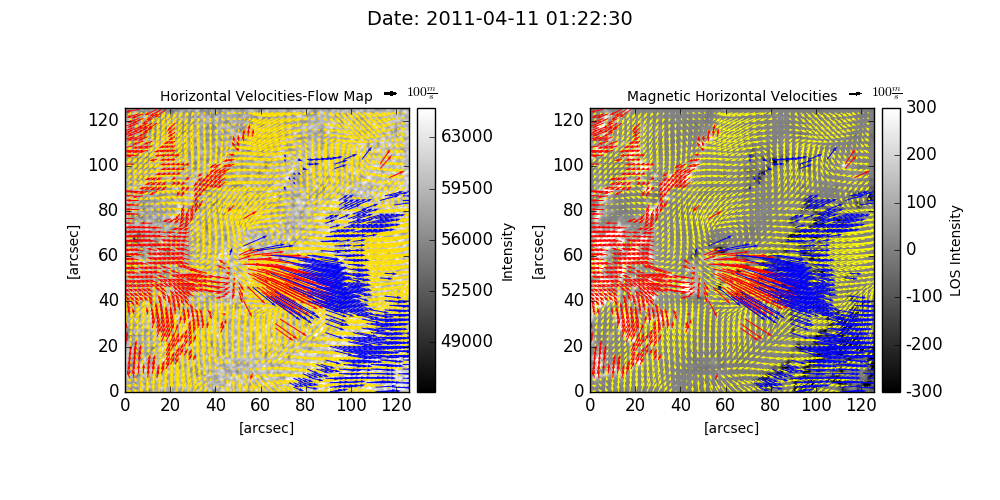 Date: 2011-04-11 01:22:30
Horizontal Velocities-Flow Map
100 m/s
Magnetic Horizontal Velocities
100 m/s
120
100
80
60
40
20
0
[arcsec]
0 20 40 60 80 100 120
[arcsec]
63000
59500
56000
52500
49000
Intensity
120
100
80
60
40
20
0
[arcsec]
0 20 40 60 80 100 120
[arcsec]
300
200
100
0
-100
-200
-300
LOS Intensity